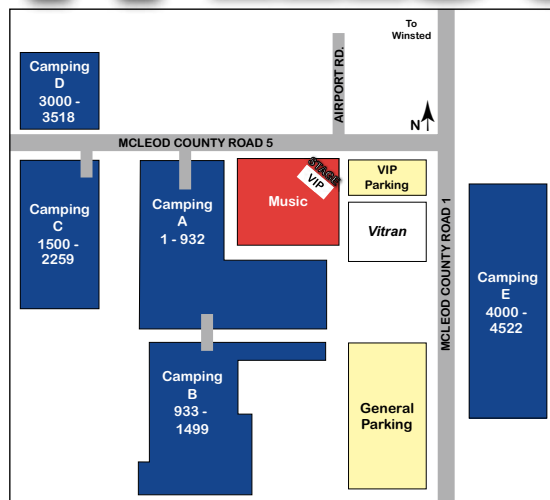 To
Winsted
AIRPORT RD.
N
Camping
D
3000 -
3518
MCLEOD COUNTY ROAD 5
Camping
C
1500 -
2259
Camping
A
1 - 932
STAGE
VIP
Music
VIP
Parking
Vitran
MCLEOD COUNTY ROAD 1
Camping
E
4000 -
4522
Camping
B
933 -
1499
General
Parking